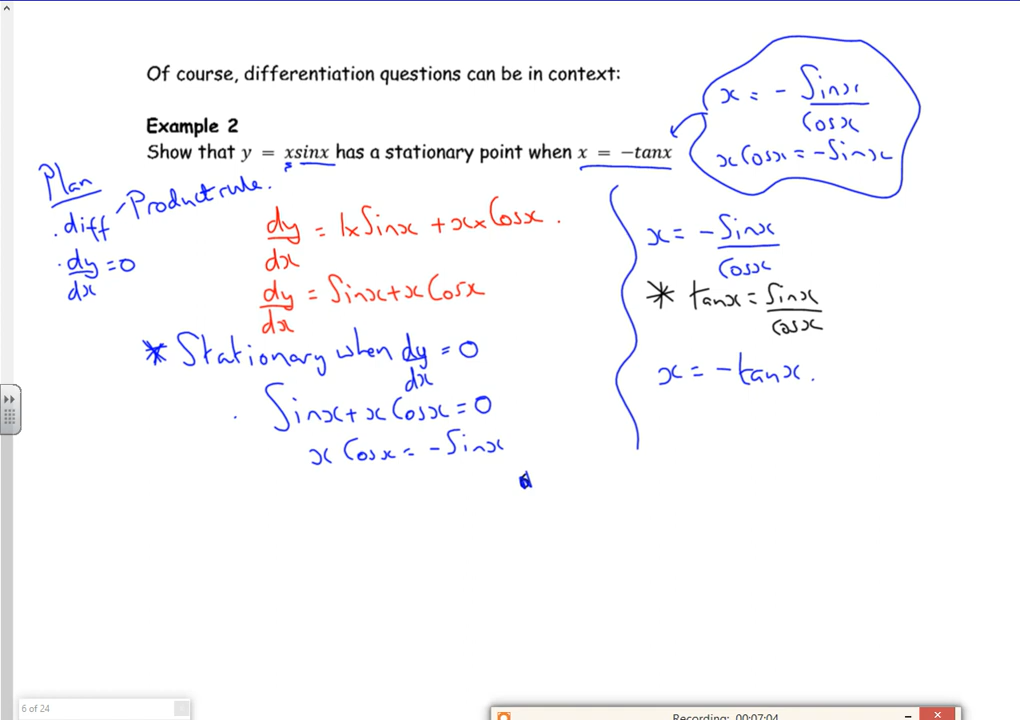 Of course, differentiation questions can be in context:
Example 2
Show that y = xsinx has a stationary point when x = −tanx
x = - Sinx/Cosx
x Cosx = - Sinx
Plan
. diff - Product rule.
. dy/dx = 0
dy/dx = 1x Sinx + x x Cosx .
dy/dx = Sinx + x Cosx
* Stationary when dy/dx = 0
. Sinx + x Cosx = 0
x Cosx = - Sinx
x = - Sinx/Cosx
* tanx = Sinx/Cosx
x = - tanx .
6 of 24
Recording: 00:07:04